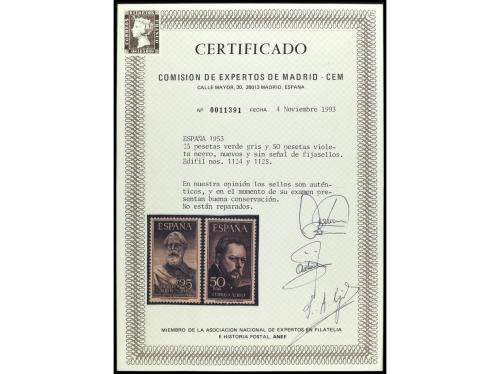 CERTIFICADO
COMISION DE EXPERTOS DE MADRID - CEM
CALLE MAYOR, 20. 28013 MADRID. ESPAÑA
Nº 0011391 FECHA 4 Noviembre 1993
ESPAÑA 1953
25 pesetas verde gris y 50 pesetas viole-
ta negro, nuevos y sin señal de fijasellos.
Edifil nos. 1124 y 1125.
En nuestra opinión los sellos son autén-
ticos, y en el momento de su examen pre-
sentan buena conservación.
No están reparados.
ESPAÑA
25
ESPAÑA
50
CORREO AEREO
MIEMBRO DE LA ASOCIACION NACIONAL DE EXPERTOS EN FILATELIA
E HISTORIA POSTAL. ANEF